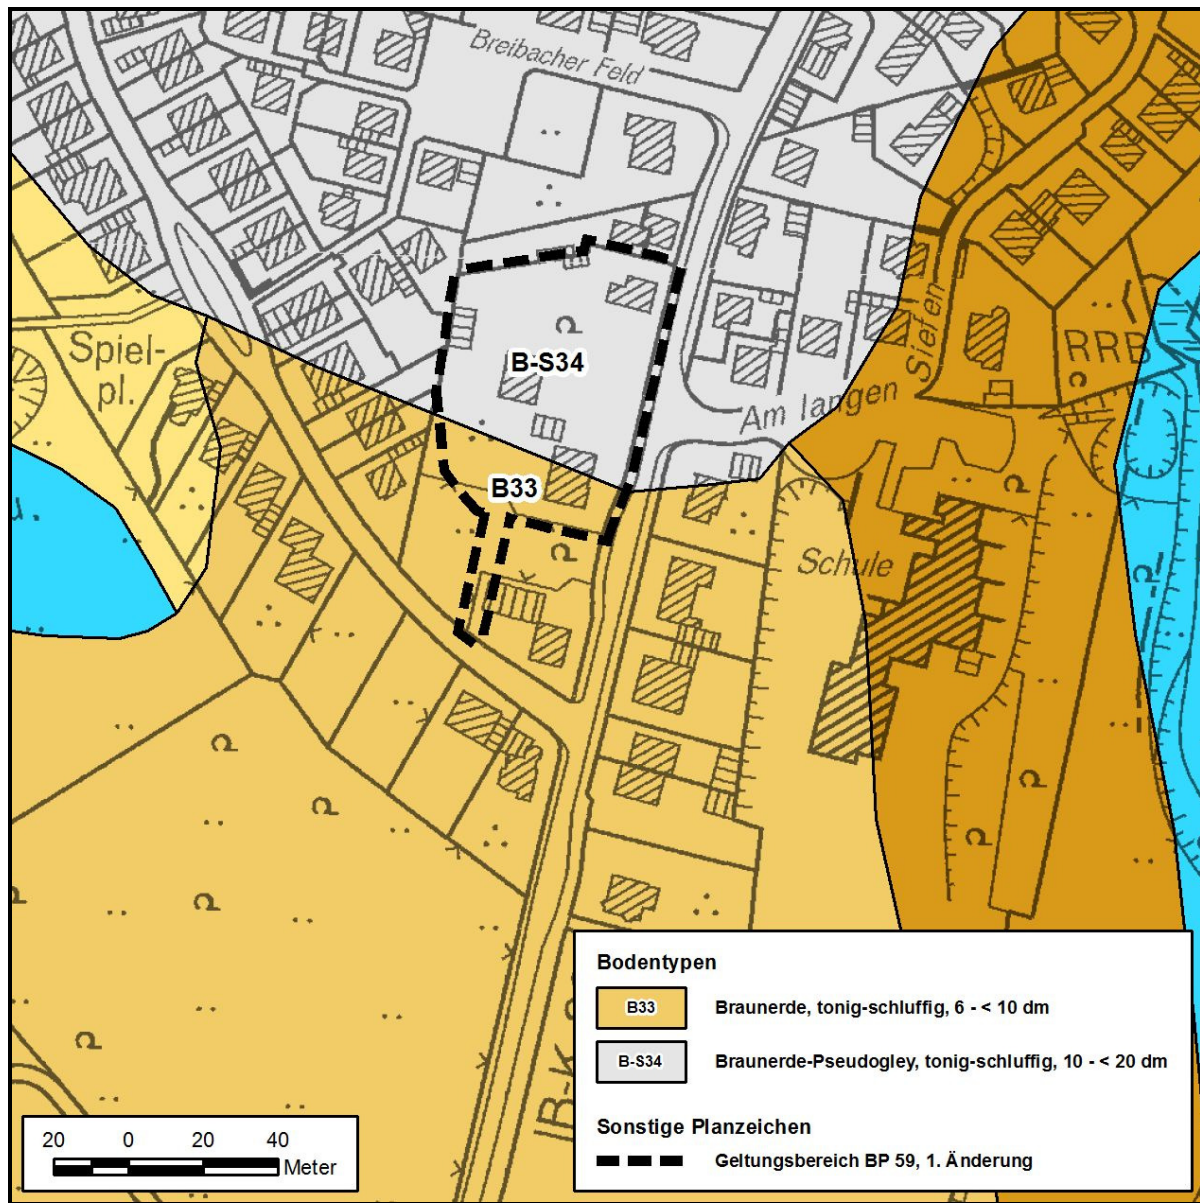 Breibacher Feld
Spiel-
pl.
B-S34
Am langen
Siefen
RRB
B33
Schule
Bodentypen
B33 Braunerde, tonig-schluffig, 6 - < 10 dm
B-S34 Braunerde-Pseudogley, tonig-schluffig, 10 - < 20 dm
Sonstige Planzeichen
Geltungsbereich BP 59, 1. Änderung
20 0 20 40
Meter